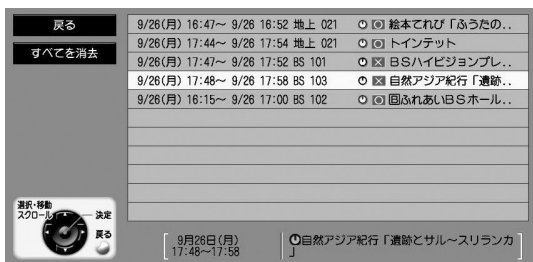 戻る
すべてを消去
9/26(月) 16:47～ 9/26 16:52 地上 021 絵本てれび「ふうたの..
9/26(月) 17:44～ 9/26 17:54 地上 021 トインテット
9/26(月) 17:47～ 9/26 17:52 BS 101 BSハイビジョンプレ..
9/26(月) 17:48～ 9/26 17:58 BS 103 自然アジア紀行「遺跡..
9/26(月) 16:15～ 9/26 17:00 BS 102 回ふれあいBSホール..
選択・移動
スクロール
決定
戻る
9月26日(月)
17:48～17:58
自然アジア紀行「遺跡とサル～スリランカ
」